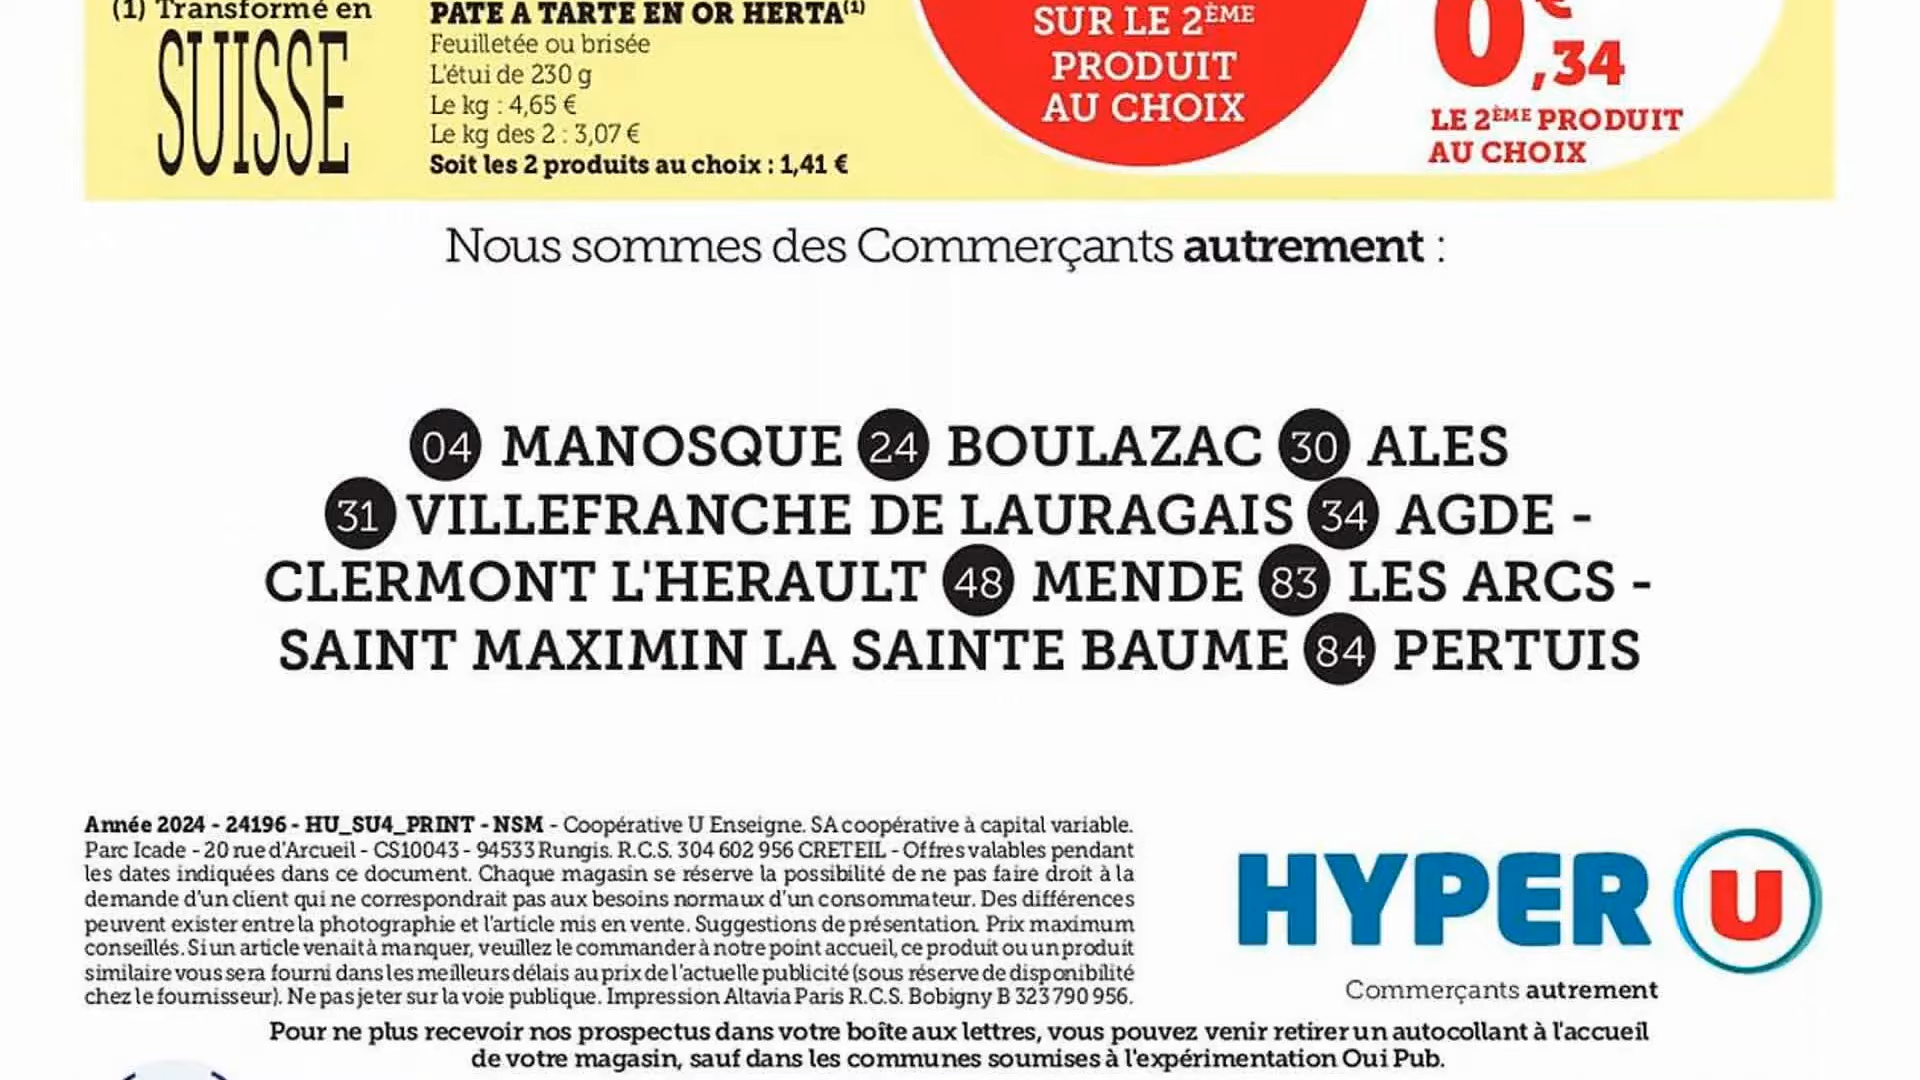 (1) Transformé en
SUISSE
PATE A TARTE EN OR HERTA(1)
Feuilletée ou brisée
L'étui de 230 g
Le kg : 4,65 €
Le kg des 2 : 3,07 €
Soit les 2 produits au choix : 1,41 €
SUR LE 2ÈME
PRODUIT
AU CHOIX
0€,34
LE 2ÈME PRODUIT
AU CHOIX
Nous sommes des Commerçants autrement :
04 MANOSQUE 24 BOULAZAC 30 ALES
31 VILLEFRANCHE DE LAURAGAIS 34 AGDE -
CLERMONT L'HERAULT 48 MENDE 83 LES ARCS -
SAINT MAXIMIN LA SAINTE BAUME 84 PERTUIS
Année 2024 - 24196 - HU_SU4_PRINT - NSM - Coopérative U Enseigne. SA coopérative à capital variable.
Parc Icade - 20 rue d'Arcueil - CS10043 - 94533 Rungis. R.C.S. 304 602 956 CRETEIL - Offres valables pendant
les dates indiquées dans ce document. Chaque magasin se réserve la possibilité de ne pas faire droit à la
demande d'un client qui ne correspondrait pas aux besoins normaux d'un consommateur. Des différences
peuvent exister entre la photographie et l'article mis en vente. Suggestions de présentation. Prix maximum
conseillés. Si un article venait à manquer, veuillez le commander à notre point accueil, ce produit ou un produit
similaire vous sera fourni dans les meilleurs délais au prix de l'actuelle publicité (sous réserve de disponibilité
chez le fournisseur). Ne pas jeter sur la voie publique. Impression Altavia Paris R.C.S. Bobigny B 323 790 956.
HYPER U
Commerçants autrement
Pour ne plus recevoir nos prospectus dans votre boîte aux lettres, vous pouvez venir retirer un autocollant à l'accueil
de votre magasin, sauf dans les communes soumises à l'expérimentation Oui Pub.